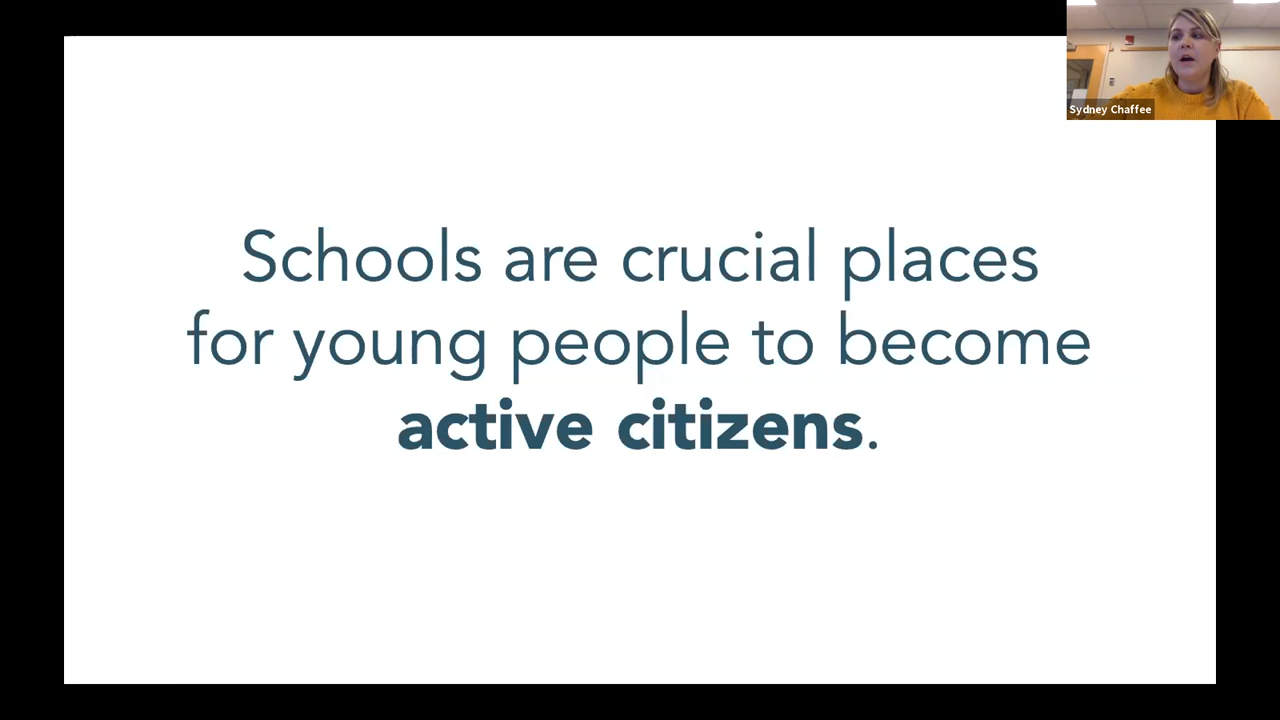 Sydney Chaffee
Schools are crucial places
for young people to become
active citizens.